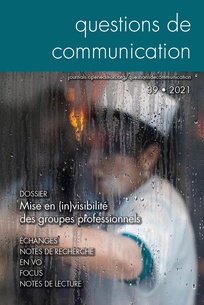 questions de
communication
journals.openedition.org/questionsdecommunication
39 • 2021
DOSSIER
Mise en (in)visibilité
des groupes professionnels
ÉCHANGES
NOTES DE RECHERCHE
EN VO
FOCUS
NOTES DE LECTURE